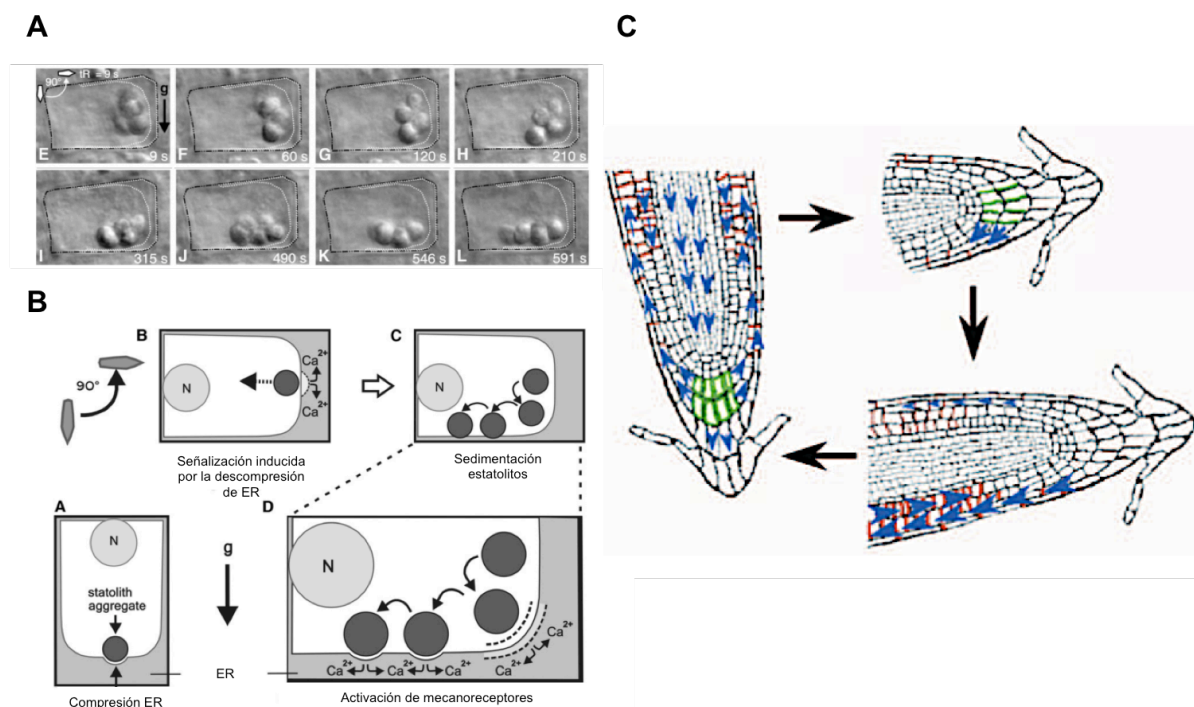 A
C
90°
tR = 9 s
g
E
9 s
F
60 s
G
120 s
H
210 s
I
315 s
J
490 s
K
546 s
L
591 s
B
B
90°
N
Ca2+
Ca2+
Señalización inducida
por la descompresión
de ER
C
N
Sedimentación
estatolitos
A
N
statolith
aggregate
Compresión ER
g
ER
D
N
Ca2+
Ca2+
Ca2+
Ca2+
Ca2+
Activación de mecanoreceptores